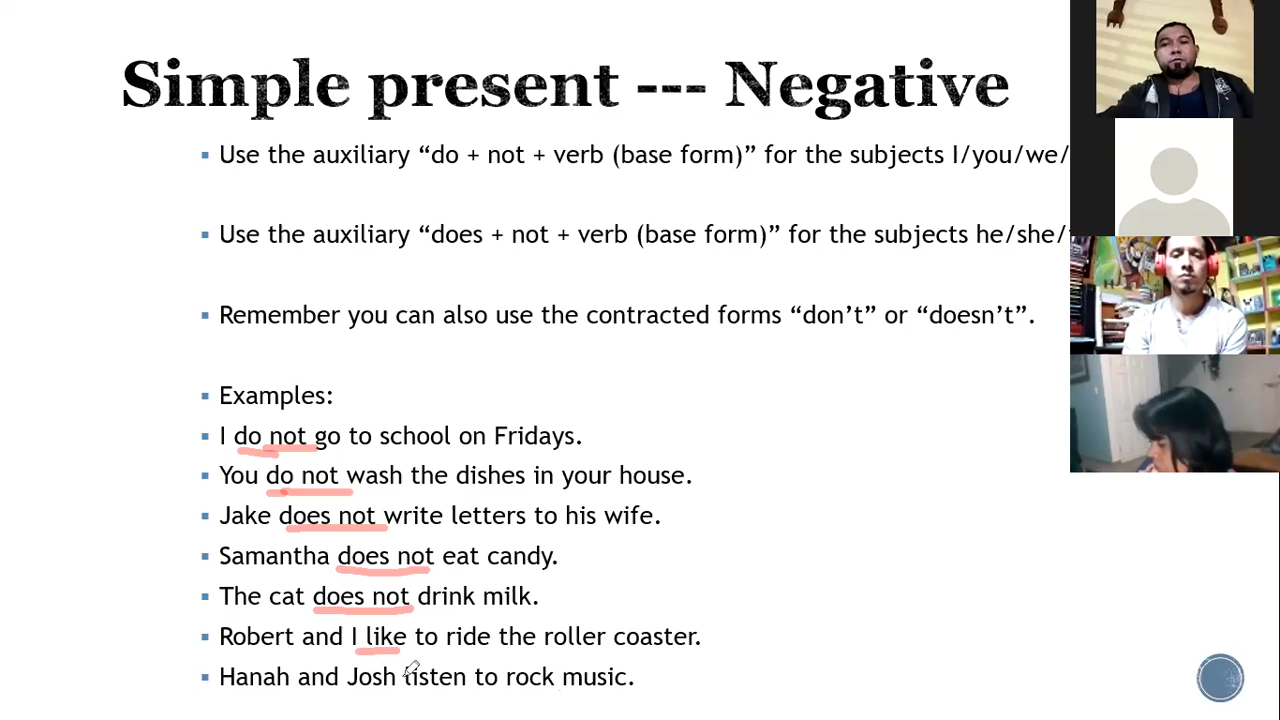 Simple present --- Negative
Use the auxiliary “do + not + verb (base form)” for the subjects I/you/we/
Use the auxiliary “does + not + verb (base form)” for the subjects he/she/
Remember you can also use the contracted forms “don’t” or “doesn’t”.
Examples:
I do not go to school on Fridays.
You do not wash the dishes in your house.
Jake does not write letters to his wife.
Samantha does not eat candy.
The cat does not drink milk.
Robert and I like to ride the roller coaster.
Hanah and Josh listen to rock music.